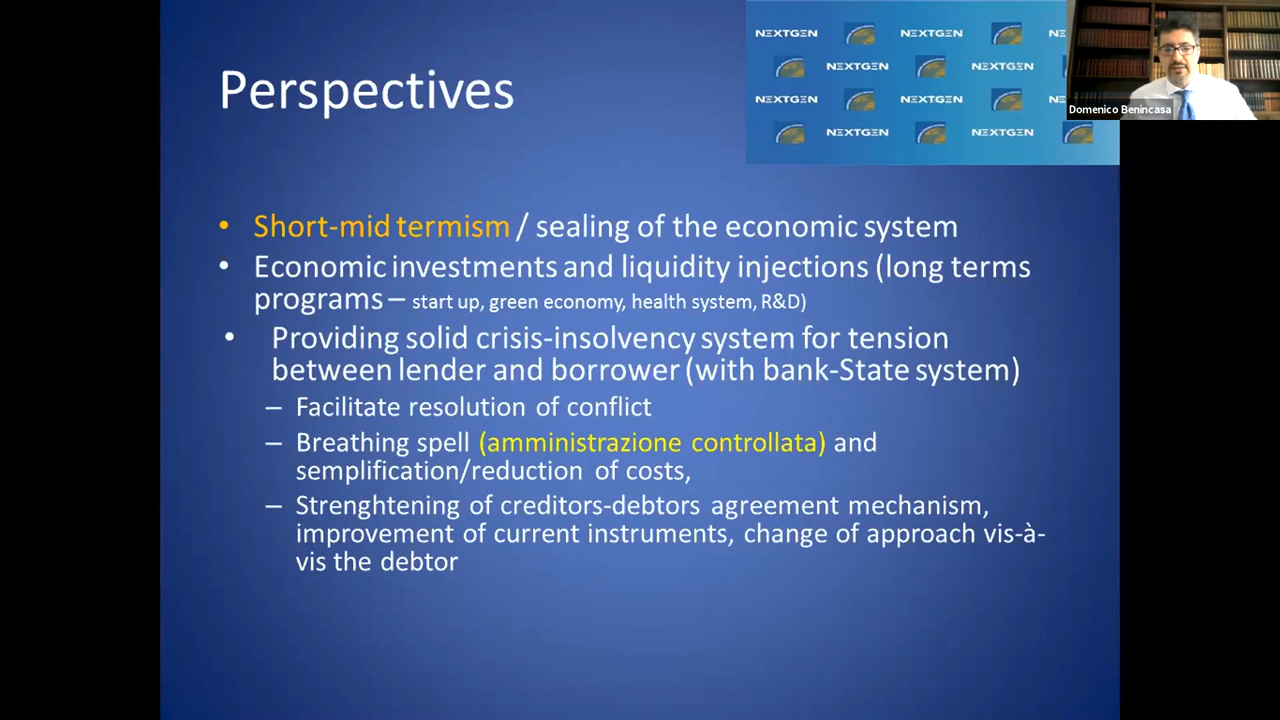 Perspectives
NEXTGEN NEXTGEN NE
NEXTGEN NEXTGEN
NEXTGEN NEXTGEN NE
NEXTGEN NEXTGEN
Domenico Benincasa
• Short-mid termism / sealing of the economic system
• Economic investments and liquidity injections (long terms
programs – start up, green economy, health system, R&D)
• Providing solid crisis-insolvency system for tension
between lender and borrower (with bank-State system)
– Facilitate resolution of conflict
– Breathing spell (amministrazione controllata) and
semplification/reduction of costs,
– Strenghtening of creditors-debtors agreement mechanism,
improvement of current instruments, change of approach vis-à-
vis the debtor